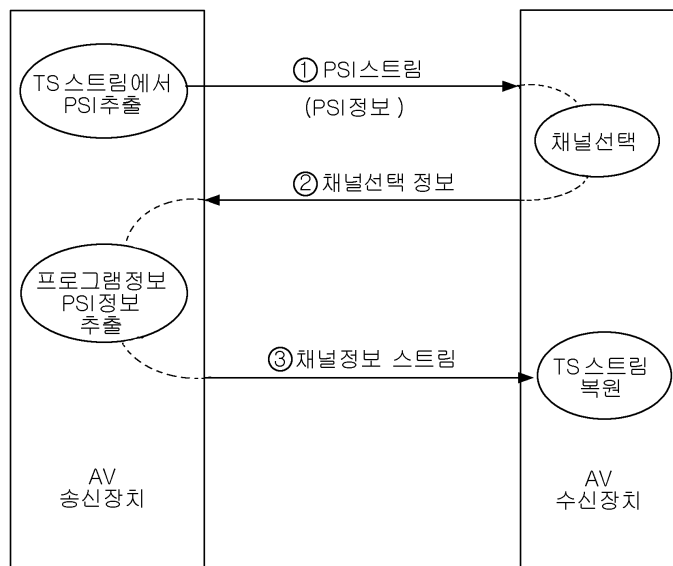 TS스트림에서
PSI추출
① PSI스트림
(PSI정보)
채널선택
② 채널선택 정보
프로그램정보
PSI정보
추출
③ 채널정보 스트림
TS스트림
복원
AV
송신장치
AV
수신장치